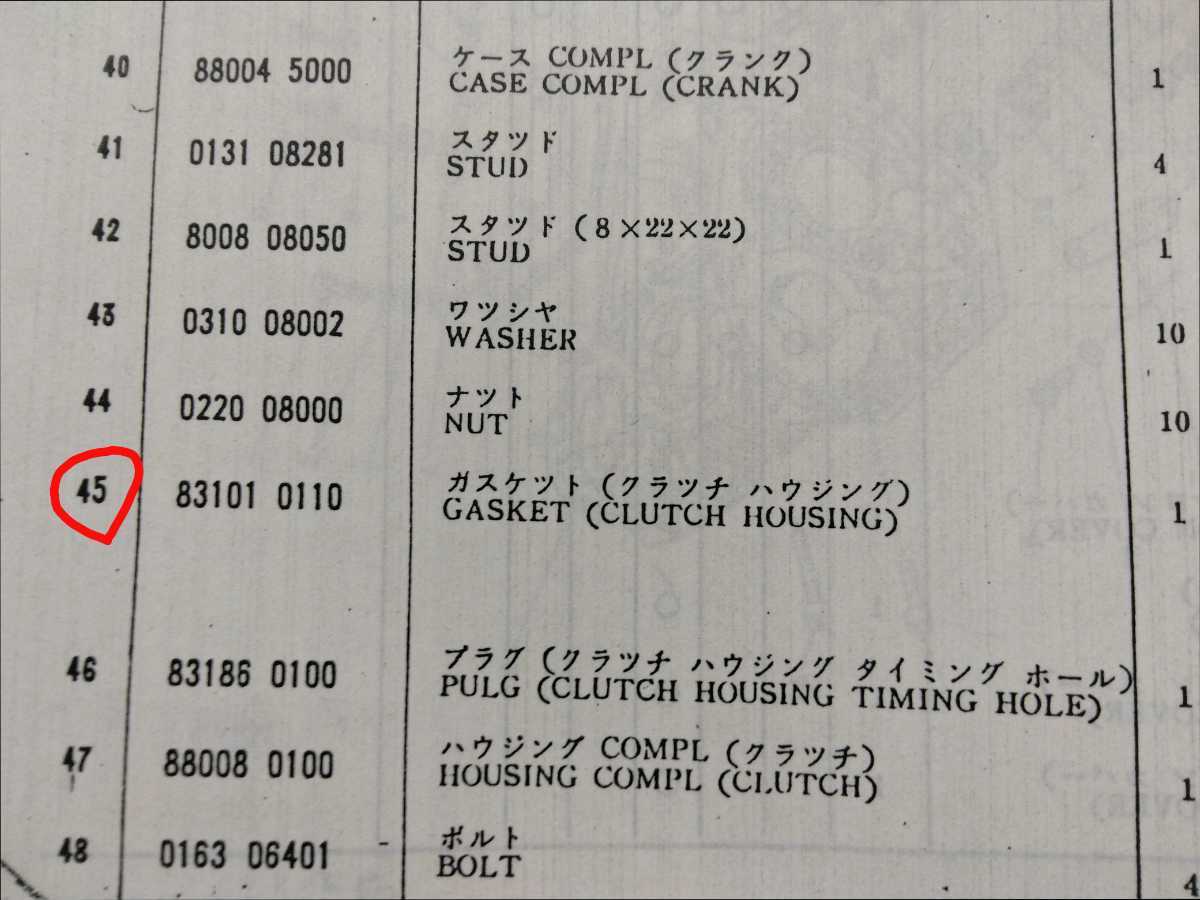 40 88004 5000 ケース COMPL (クランク) 1
CASE COMPL (CRANK)
41 0131 08281 スタツド 4
STUD
42 8008 08050 スタツド (8×22×22) 1
STUD
43 0310 08002 ワツシヤ 10
WASHER
44 0220 08000 ナツト 10
NUT
45 83101 0110 ガスケツト (クラツチ ハウジング) 1
GASKET (CLUTCH HOUSING)
46 83186 0100 プラグ (クラツチ ハウジング タイミング ホール) 1
PULG (CLUTCH HOUSING TIMING HOLE)
47 88008 0100 ハウジング COMPL (クラツチ) 1
HOUSING COMPL (CLUTCH)
48 0163 06401 ボルト 4
BOLT